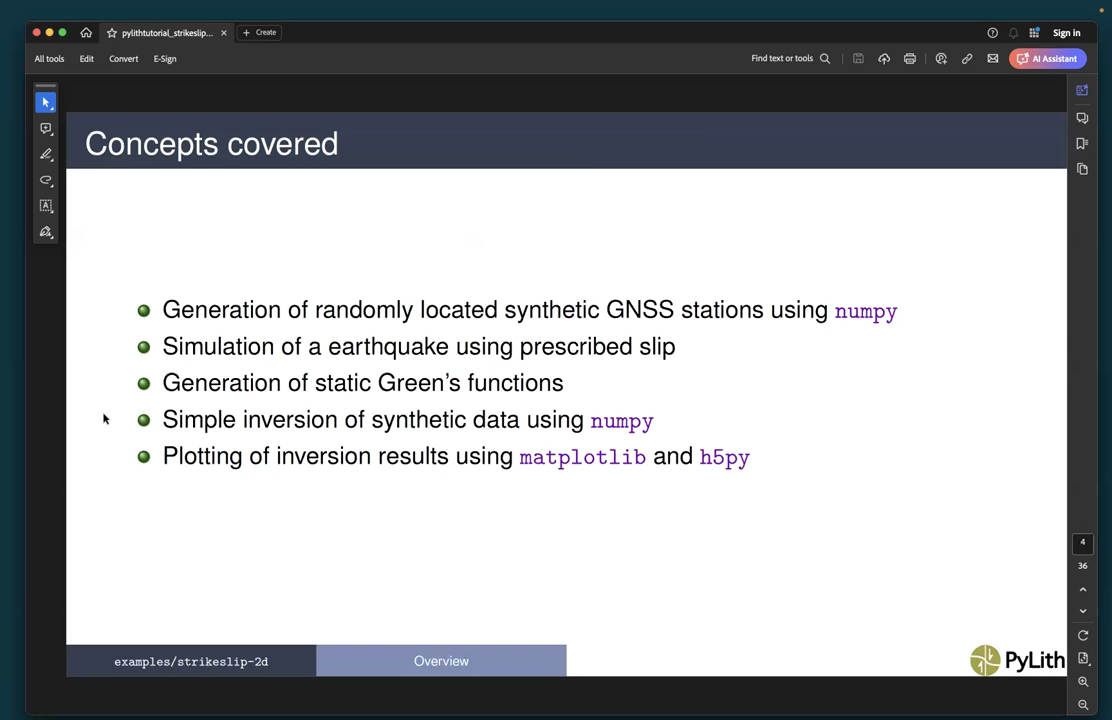 pylithtutorial_strikeslip...
Create
Sign in
All tools
Edit
Convert
E-Sign
Find text or tools
AI Assistant
Concepts covered
Generation of randomly located synthetic GNSS stations using numpy
Simulation of a earthquake using prescribed slip
Generation of static Green's functions
Simple inversion of synthetic data using numpy
Plotting of inversion results using matplotlib and h5py
4
36
examples/strikeslip-2d
Overview
PyLith